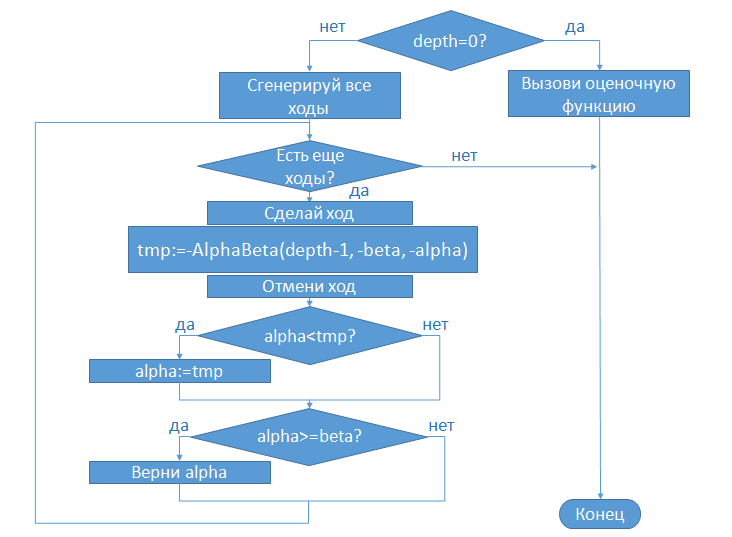 нет
да
depth=0?
Сгенерируй все
ходы
Вызови оценочную
функцию
Есть еще
ходы?
нет
да
Сделай ход
tmp:=-AlphaBeta(depth-1, -beta, -alpha)
Отмени ход
да
alpha<tmp?
нет
alpha:=tmp
да
alpha>=beta?
нет
Верни alpha
Конец